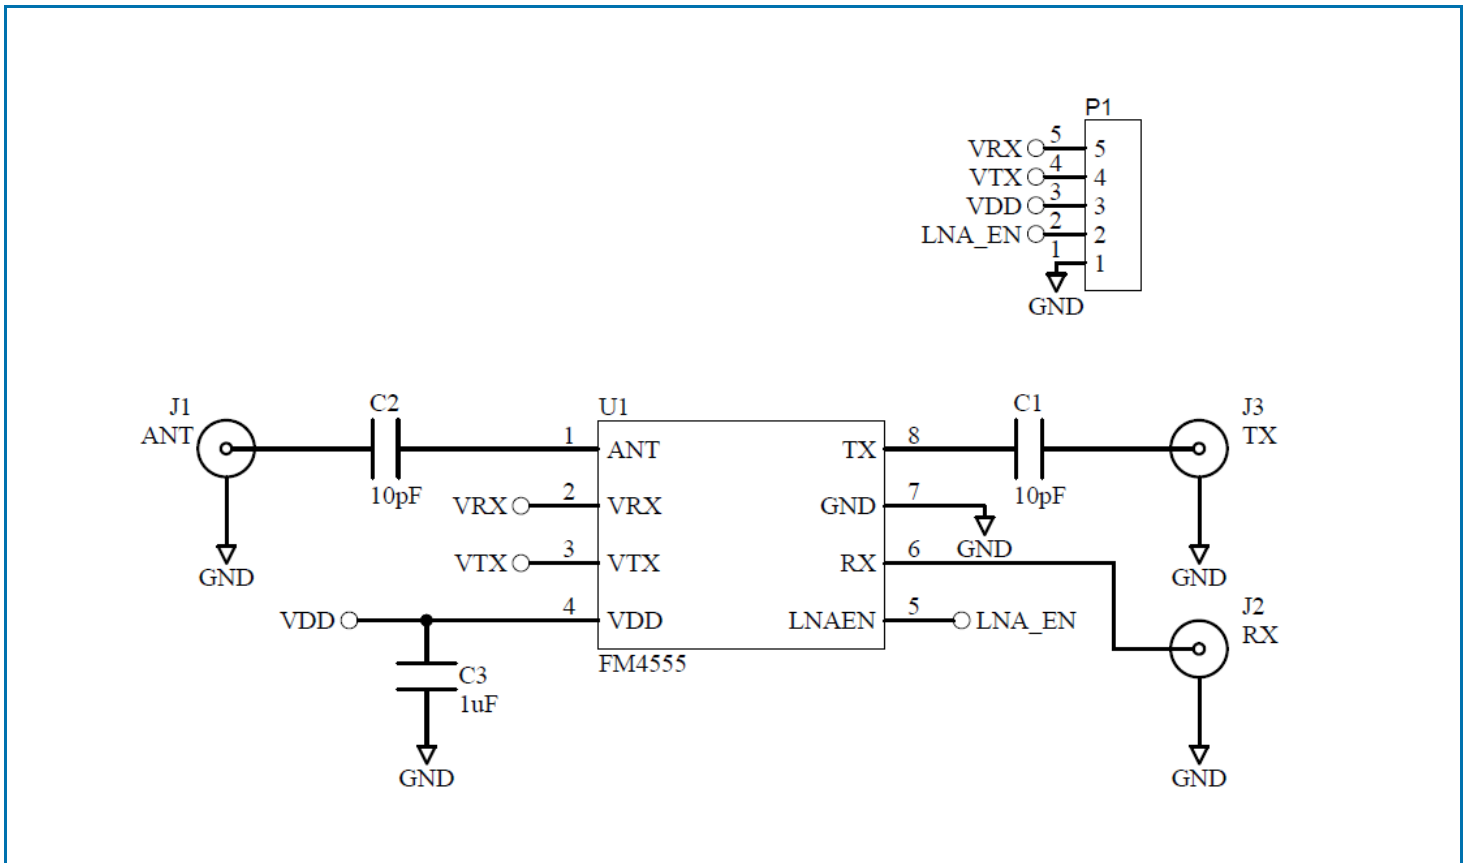 P1
VRX 5 5
VTX 4 4
VDD 3 3
LNA_EN 2 2
1 1
GND
J1
ANT
C2
10pF
GND
U1
1 ANT
VRX 2 VRX
VTX 3 VTX
VDD 4 VDD
FM4555
C3
1uF
GND
TX 8
GND 7
GND
RX 6
LNAEN 5 LNA_EN
C1
10pF
J3
TX
GND
J2
RX
GND